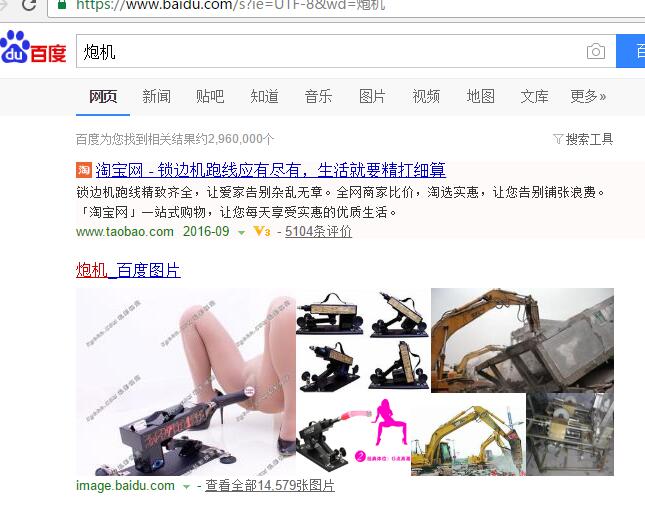 https://www.baidu.com/s?ie=UTF-8&wd=炮机
Bai du 百度
炮机
百
网页 新闻 贴吧 知道 音乐 图片 视频 地图 文库 更多»
百度为您找到相关结果约2,960,000个
搜索工具
淘 淘宝网 - 锁边机跑线应有尽有，生活就要精打细算
锁边机跑线精致齐全，让爱家告别杂乱无章。全网商家比价，淘选实惠，让您告别铺张浪费。
「淘宝网」一站式购物，让您每天享受实惠的优质生活。
www.taobao.com 2016-09 V3 - 5104条评价
炮机_百度图片
image.baidu.com - 查看全部14,579张图片